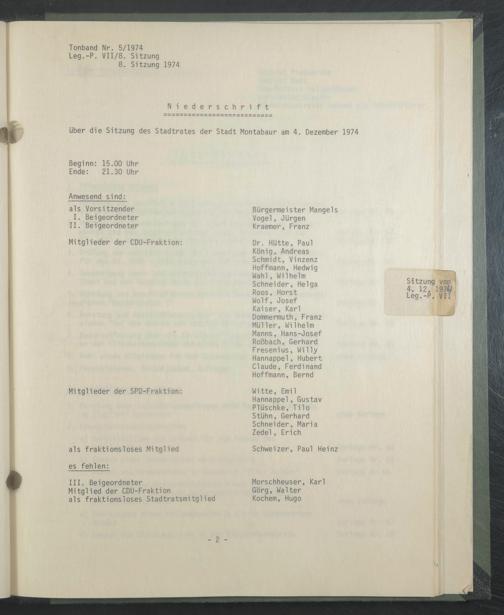 Tonband Nr. 5/1974
Leg.-P. VII/8. Sitzung
8. Sitzung 1974
Niederschrift
über die Sitzung des Stadtrates der Stadt Montabaur am 4. Dezember 1974
Beginn: 15.00 Uhr
Ende: 21.30 Uhr
Anwesend sind:
als Vorsitzender Bürgermeister Mangels
I. Beigeordneter Vogel, Jürgen
II. Beigeordneter Kraemer, Franz
Mitglieder der CDU-Fraktion: Dr. Hütte, Paul
König, Andreas
Schmidt, Vinzenz
Hoffmann, Hedwig
Wahl, Wilhelm
Schneider, Helga
Roos, Horst
Wolf, Josef
Kaiser, Karl
Dommermuth, Franz
Müller, Wilhelm
Manns, Hans-Josef
Roßbach, Gerhard
Fresenius, Willy
Hannappel, Hubert
Claude, Ferdinand
Hoffmann, Bernd
Mitglieder der SPD-Fraktion: Witte, Emil
Hannappel, Gustav
Plüschke, Tilo
Stühn, Gerhard
Schneider, Maria
Zedel, Erich
als fraktionsloses Mitglied Schweizer, Paul Heinz
es fehlen:
III. Beigeordneter Morschheuser, Karl
Mitglied der CDU-Fraktion Görg, Walter
als fraktionsloses Stadtratsmitglied Kochem, Hugo
- 2 -
Sitzung vom
4. 12. 1974
Leg.-P. VII